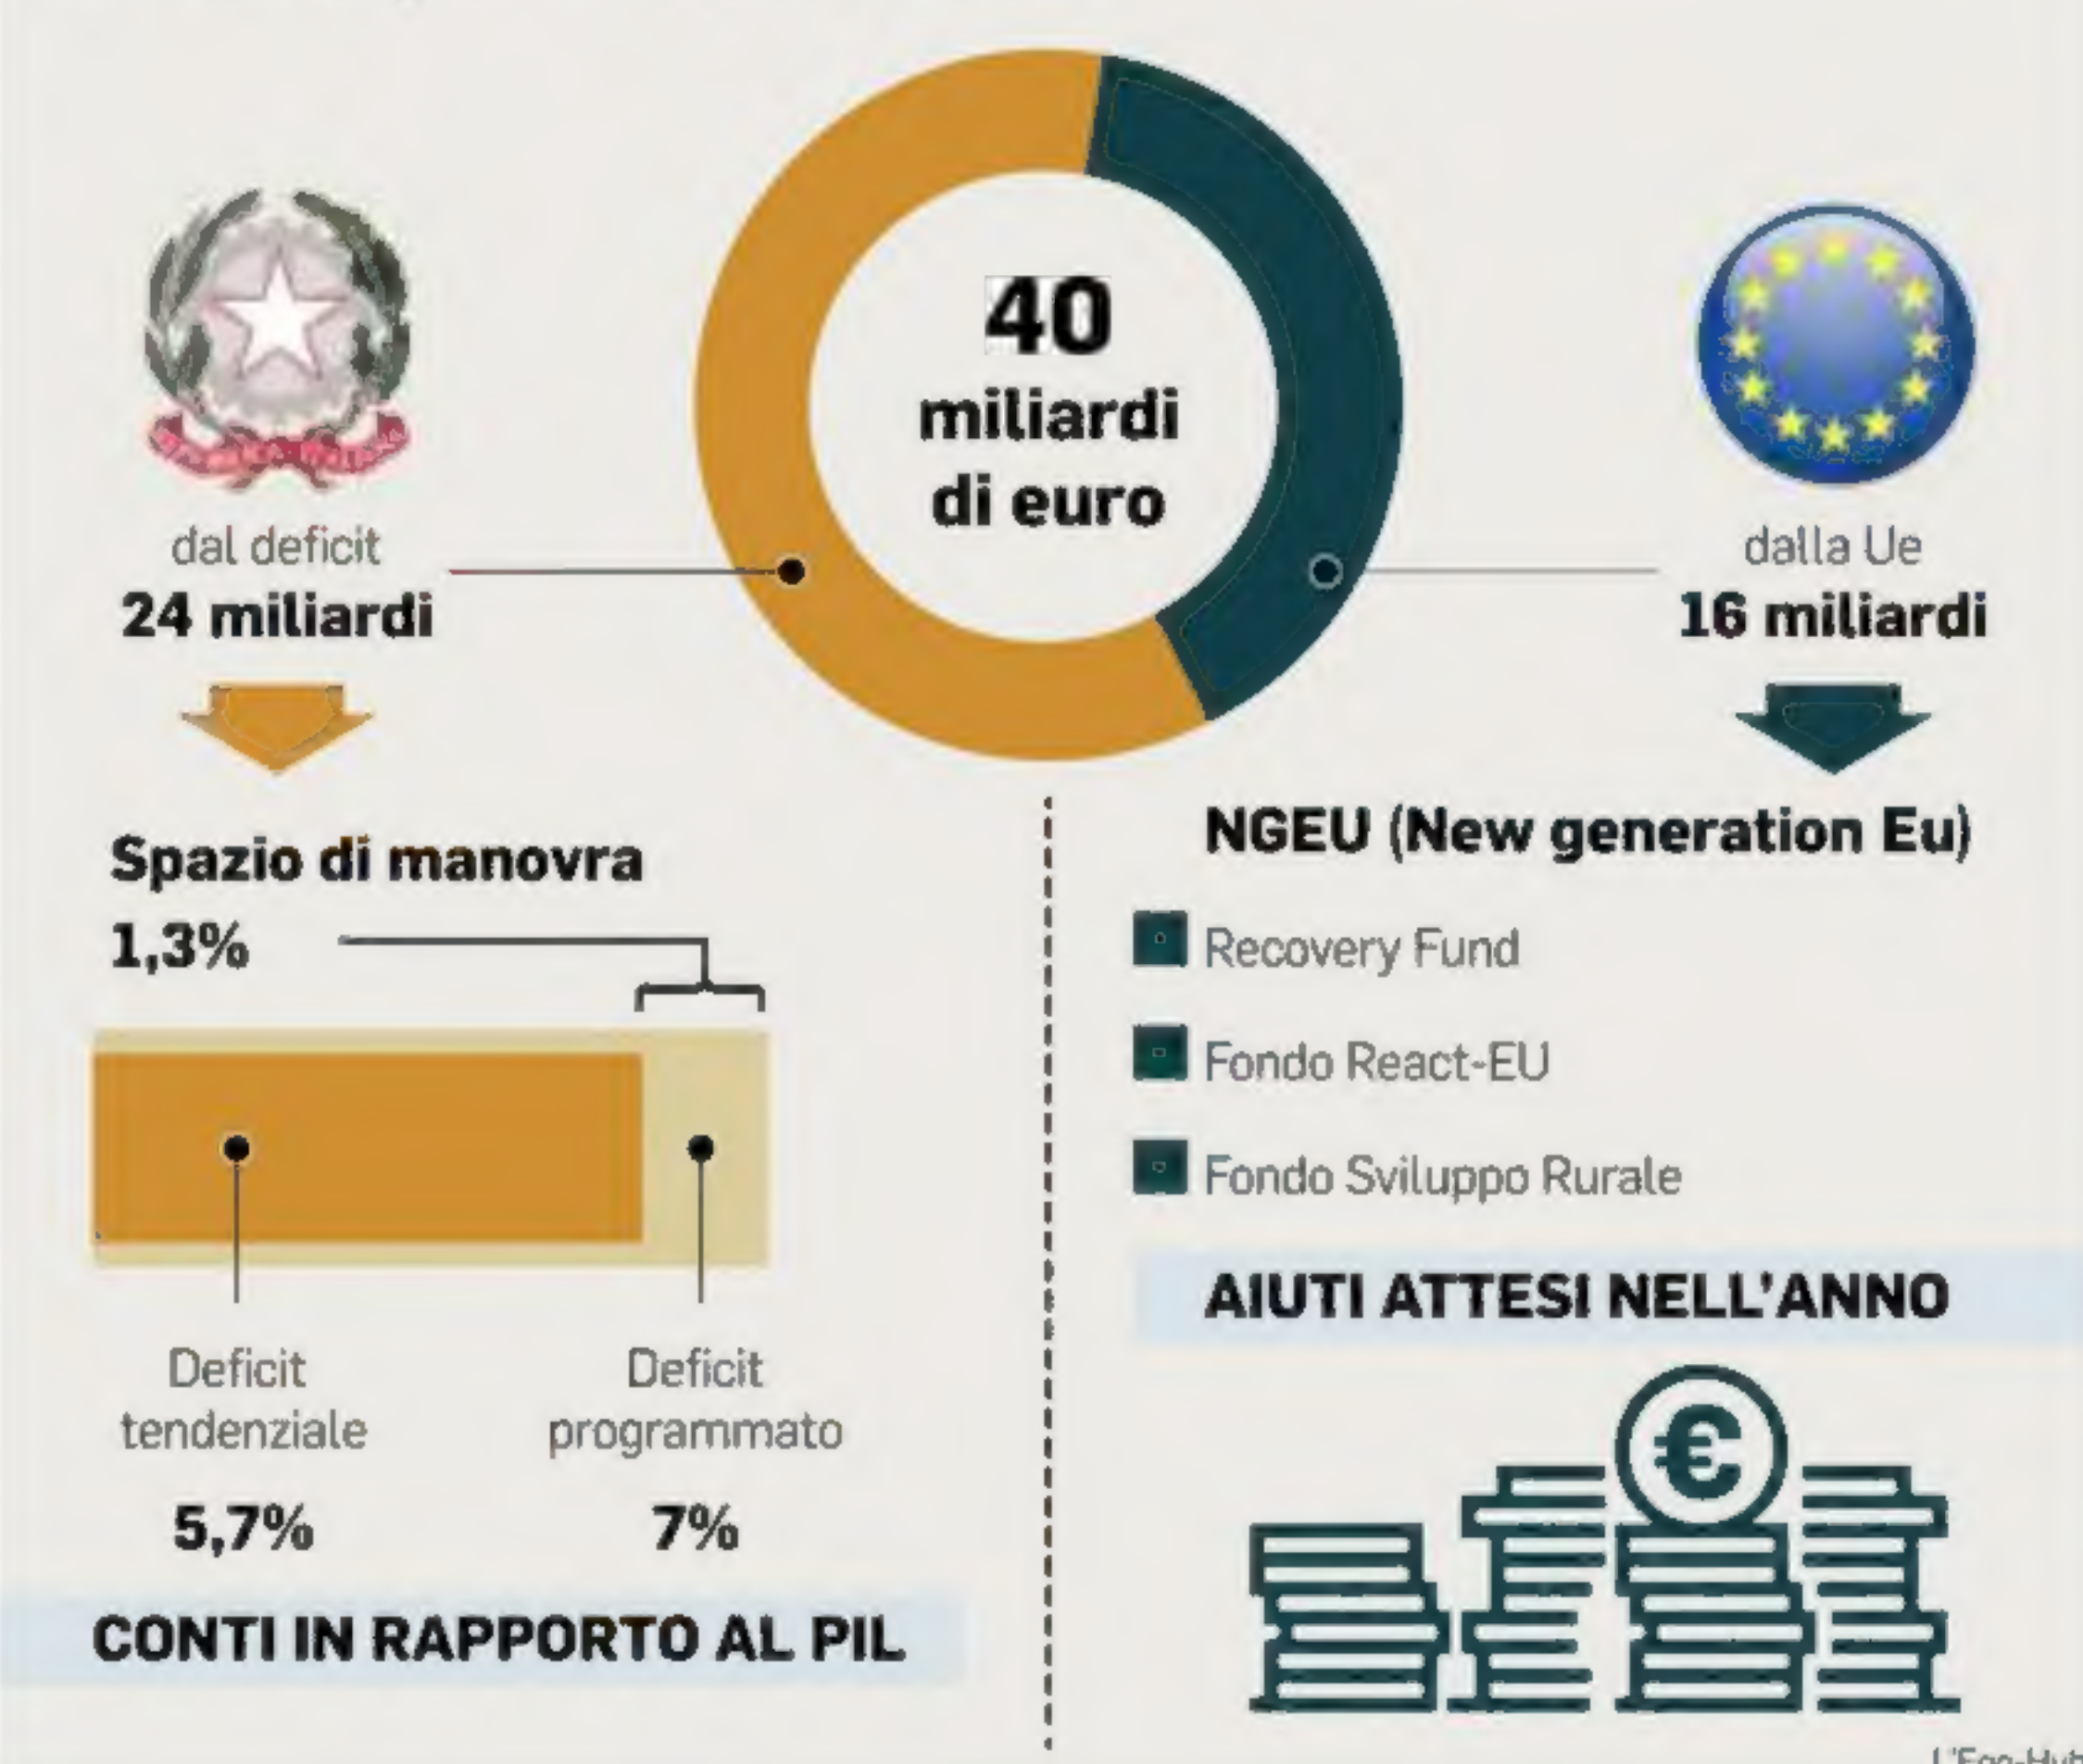 40
miliardi
di euro
dal deficit
24 miliardi
dalla Ue
16 miliardi
Spazio di manovra
1,3%
Deficit
tendenziale
5,7%
Deficit
programmato
7%
CONTI IN RAPPORTO AL PIL
NGEU (New generation Eu)
Recovery Fund
Fondo React-EU
Fondo Sviluppo Rurale
AIUTI ATTESI NELL'ANNO
€